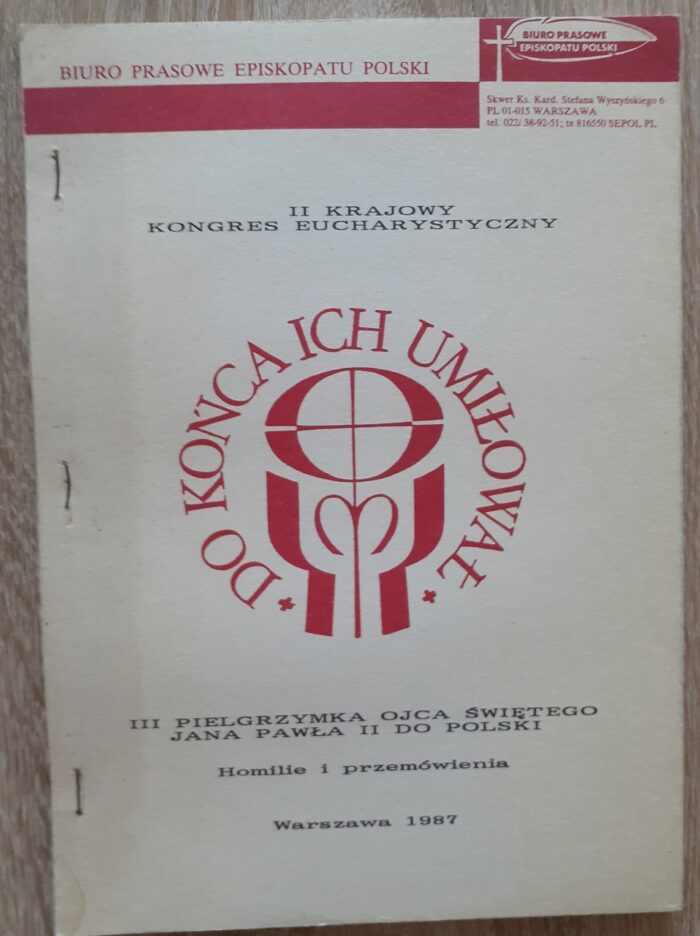 BIURO PRASOWE EPISKOPATU POLSKI
BIURO PRASOWE
EPISKOPATU POLSKI
Skwer Ks. Kard. Stefana Wyszyńskiego 6
PL 01-015 WARSZAWA
tel. 022/ 38-92-51; tx 816550 SEPOL PL
II KRAJOWY
KONGRES EUCHARYSTYCZNY
DO KOŃCA ICH UMIŁOWAŁ
III PIELGRZYMKA OJCA ŚWIĘTEGO
JANA PAWŁA II DO POLSKI
Homilie i przemówienia
Warszawa 1987